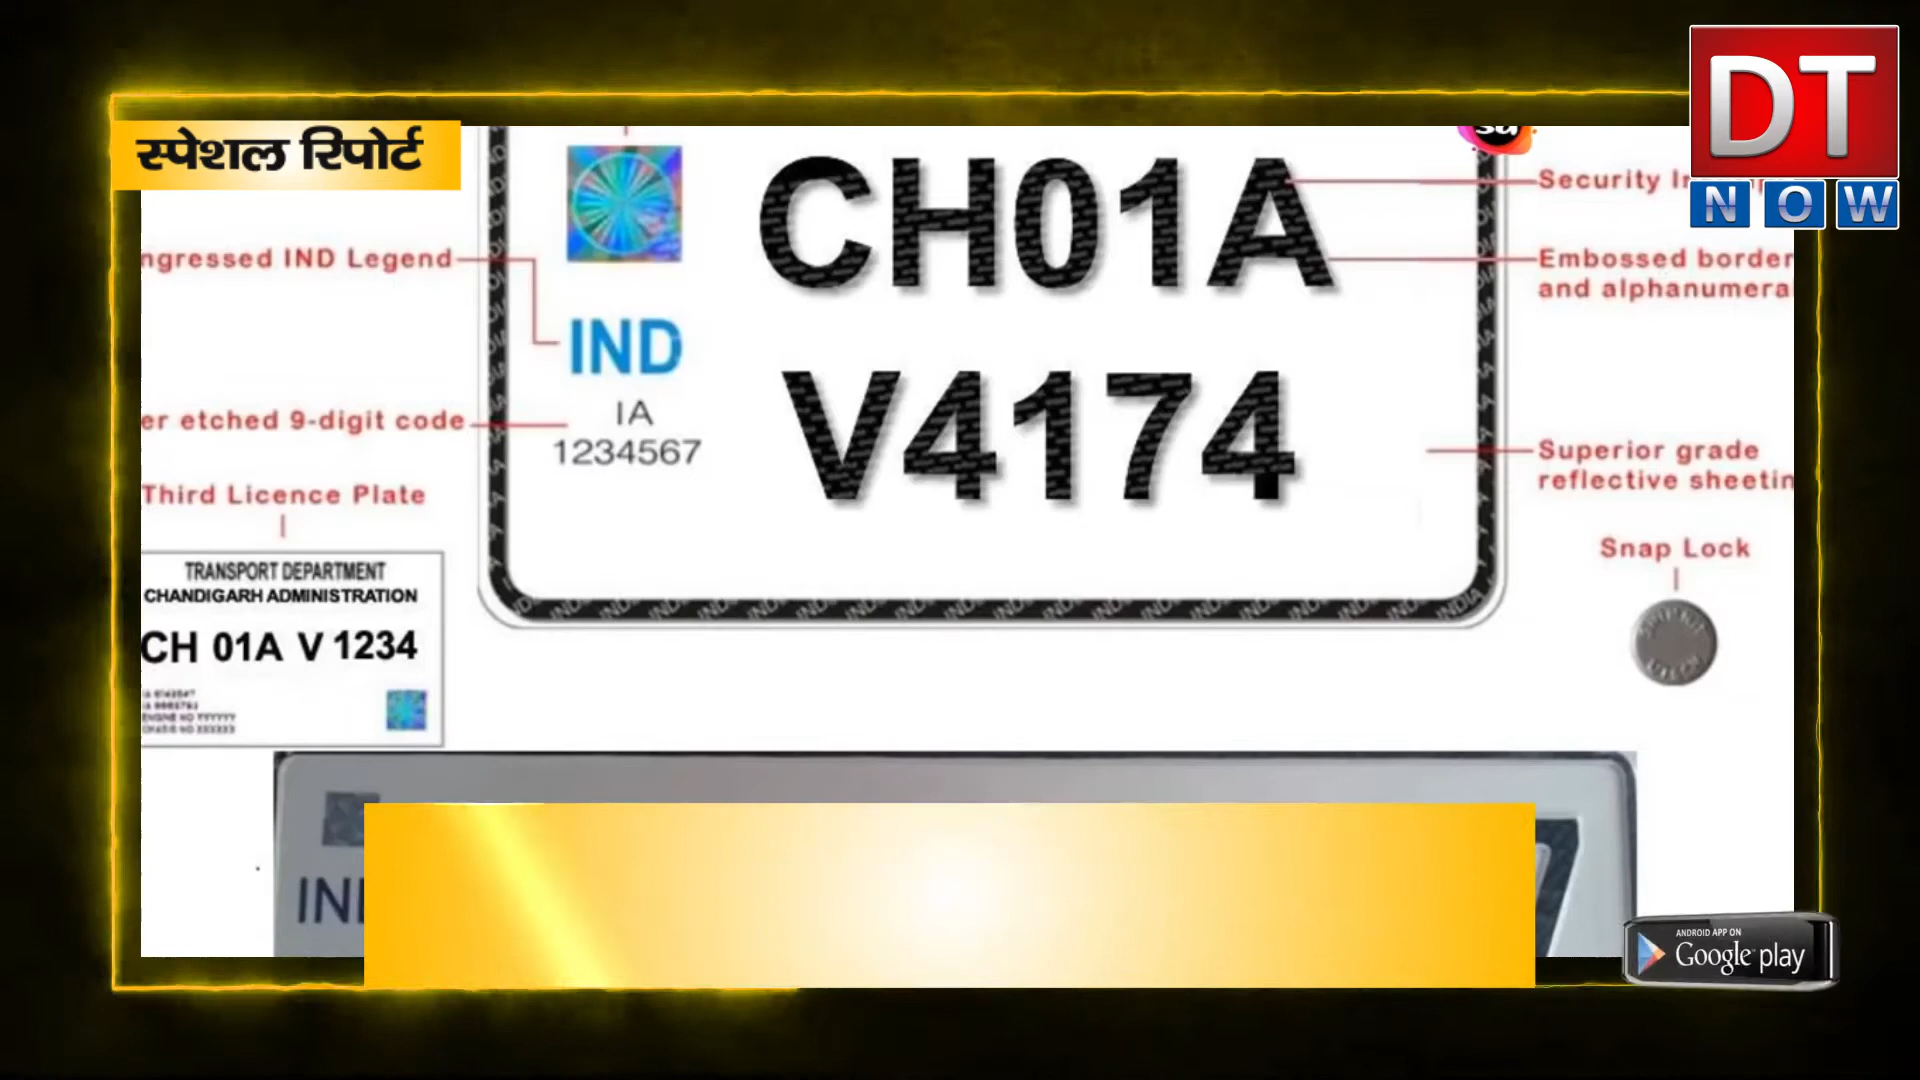 DT
NOW
स्पेशल रिपोर्ट
CH01A
V4174
IND
IA
1234567
ngressed IND Legend
er etched 9-digit code
Third Licence Plate
TRANSPORT DEPARTMENT
CHANDIGARH ADMINISTRATION
CH 01A V 1234
Security
Embossed border
and alphanumera
Superior grade
reflective sheetin
Snap Lock
IND
ANDROID APP ON
Google play